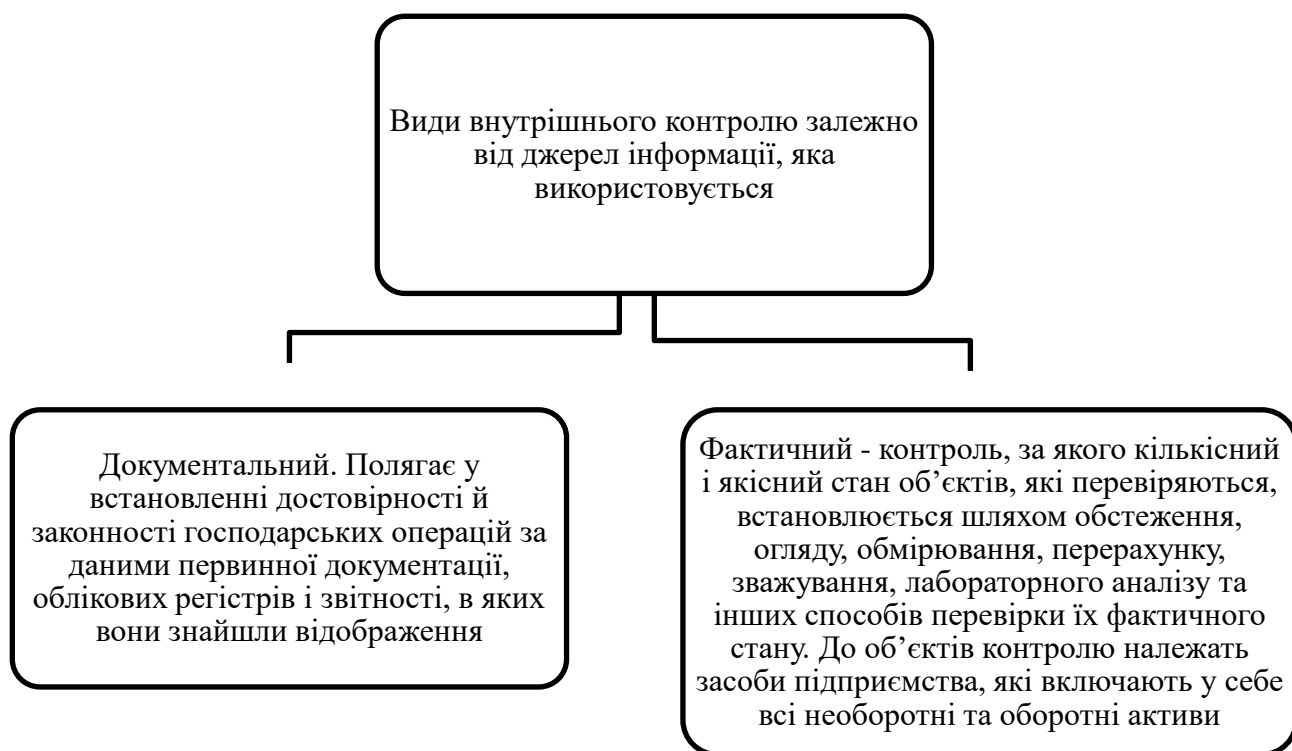 Види внутрішнього контролю залежно
від джерел інформації, яка
використовується
Документальний. Полягає у
встановленні достовірності й
законності господарських операцій за
даними первинної документації,
облікових регістрів і звітності, в яких
вони знайшли відображення
Фактичний - контроль, за якого кількісний
і якісний стан об’єктів, які перевіряються,
встановлюється шляхом обстеження,
огляду, обмірювання, перерахунку,
зважування, лабораторного аналізу та
інших способів перевірки їх фактичного
стану. До об’єктів контролю належать
засоби підприємства, які включають у себе
всі необоротні та оборотні активи